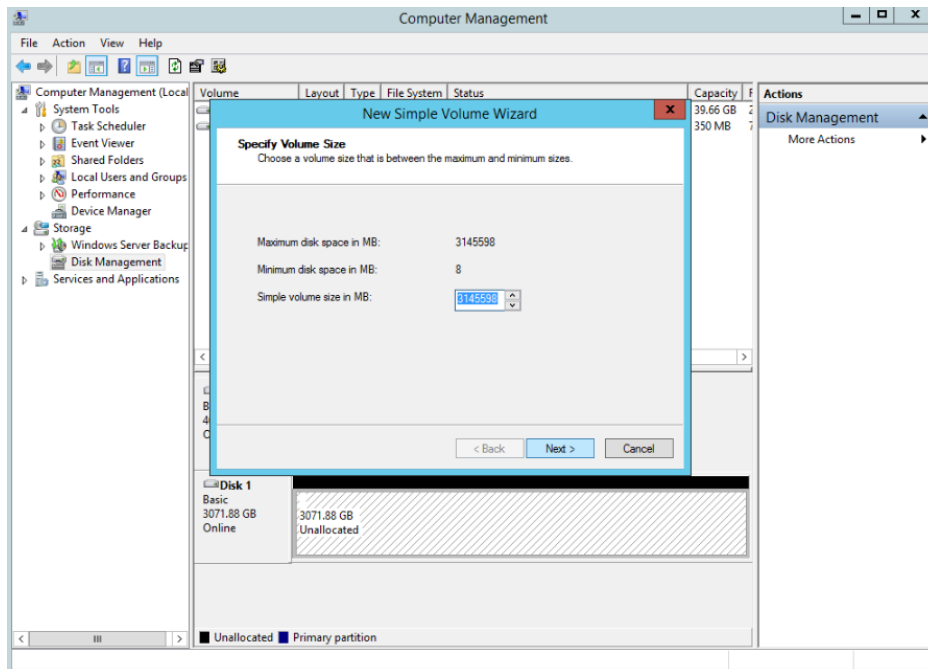 Computer Management
File Action View Help
Computer Management (Local
System Tools
Task Scheduler
Event Viewer
Shared Folders
Local Users and Groups
Performance
Device Manager
Storage
Windows Server Backup
Disk Management
Services and Applications
Volume Layout Type File System Status Capacity F
39.66 GB 2
350 MB 7
New Simple Volume Wizard
Specify Volume Size
Choose a volume size that is between the maximum and minimum sizes.
Maximum disk space in MB: 3145598
Minimum disk space in MB: 8
Simple volume size in MB: 3145598
< Back Next > Cancel
B
4
Disk 1
Basic
3071.88 GB
Online
3071.88 GB
Unallocated
Unallocated Primary partition
Actions
Disk Management
More Actions